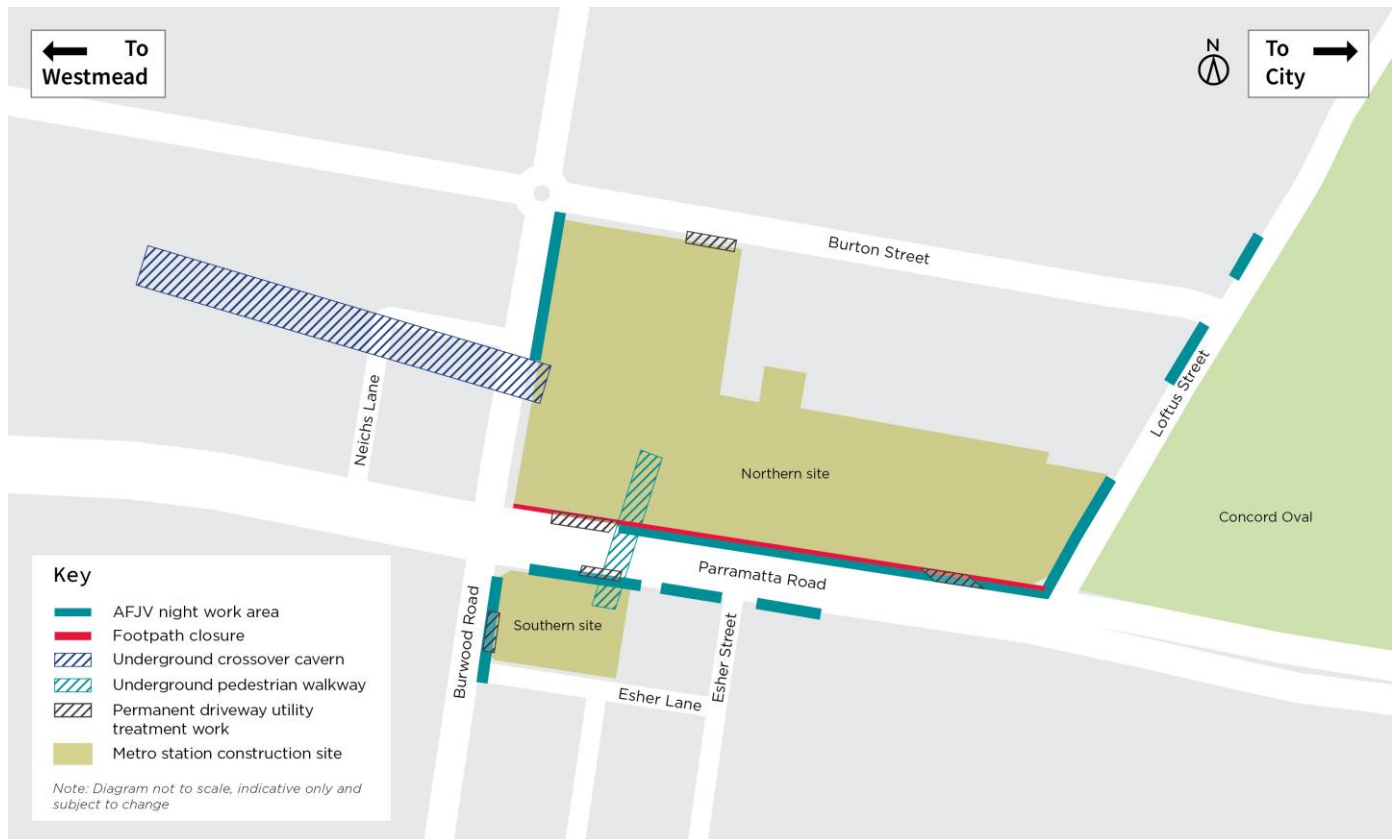 To
Westmead
N
To
City
Burton Street
Loftus Street
Neichs Lane
Northern site
Concord Oval
Parramatta Road
Southern site
Burwood Road
Esher Street
Esher Lane
Key
AFJV night work area
Footpath closure
Underground crossover cavern
Underground pedestrian walkway
Permanent driveway utility
treatment work
Metro station construction site
Note: Diagram not to scale, indicative only and
subject to change